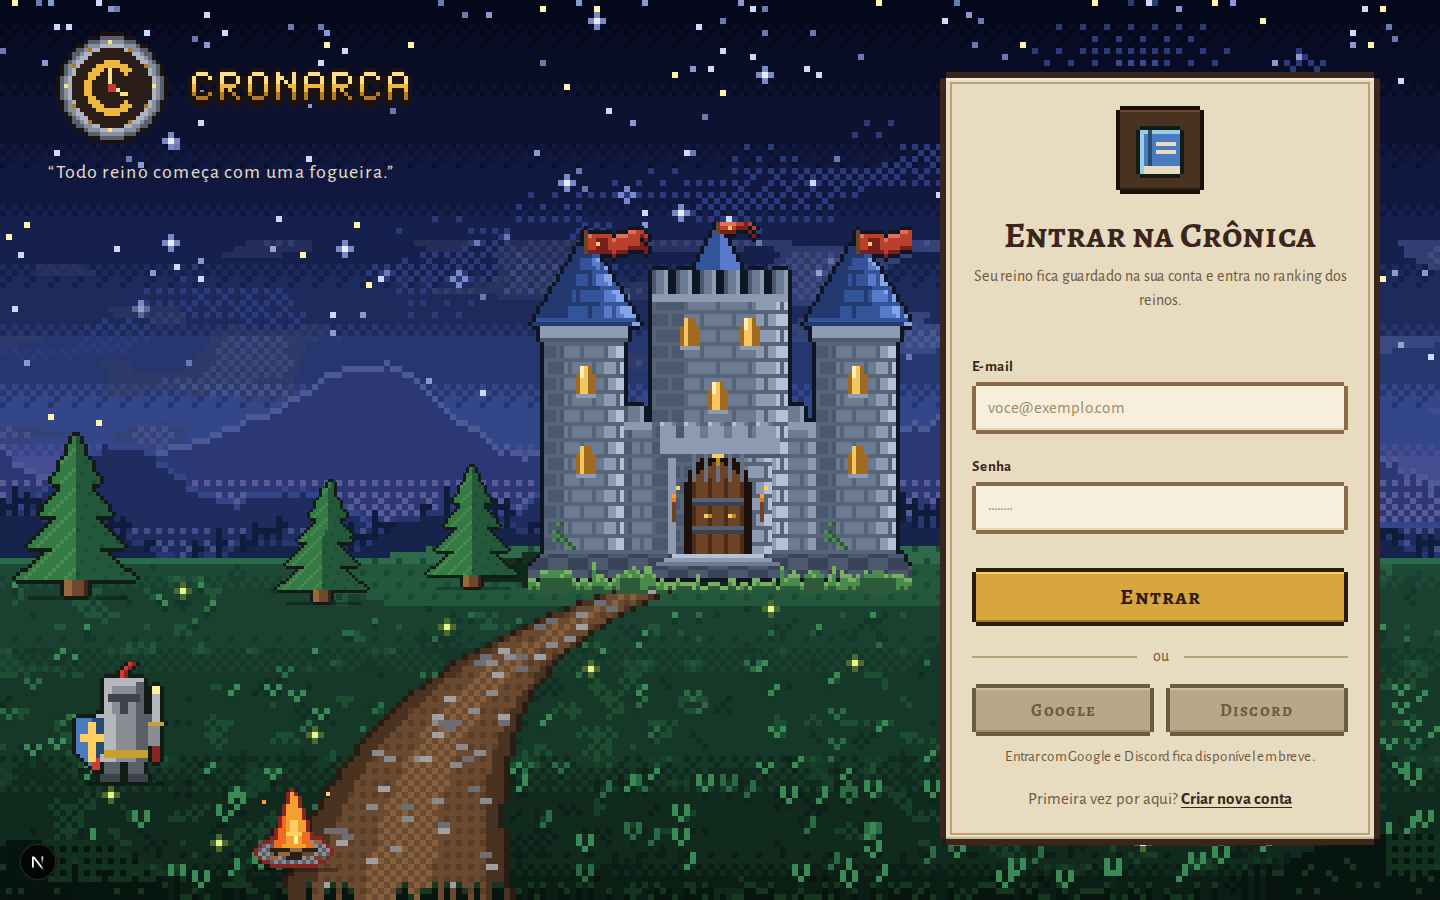 CRONARCA
“Todo reino começa com uma fogueira.”
Entrar na Crônica
Seu reino fica guardado na sua conta e entra no ranking dos
reinos.
E-mail
voce@exemplo.com
Senha
········
Entrar
ou
Google Discord
Entrar com Google e Discord fica disponível em breve.
Primeira vez por aqui? Criar nova conta
N